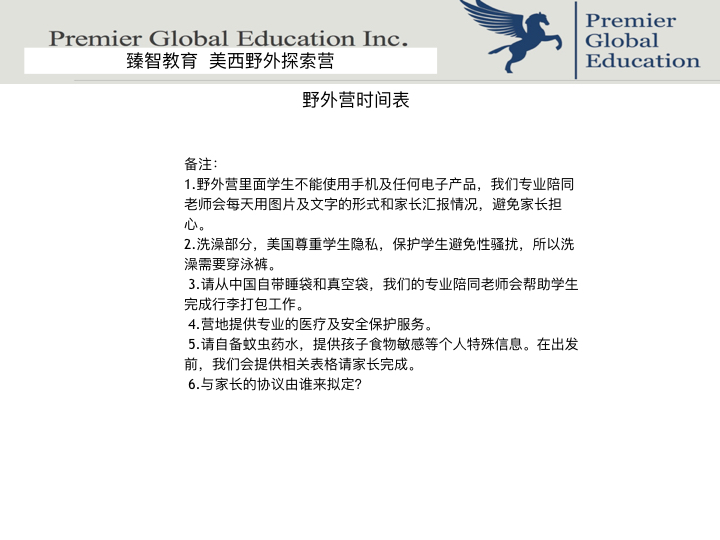 Premier Global Education Inc.
臻智教育 美西野外探索营
Premier
Global
Education
野外营时间表
备注：
1.野外营里面学生不能使用手机及任何电子产品，我们专业陪同
老师会每天用图片及文字的形式和家长汇报情况，避免家长担
心。
2.洗澡部分，美国尊重学生隐私，保护学生避免性骚扰，所以洗
澡需要穿泳裤。
3.请从中国自带睡袋和真空袋，我们的专业陪同老师会帮助学生
完成行李打包工作。
4.营地提供专业的医疗及安全保护服务。
5.请自备蚊虫药水，提供孩子食物敏感等个人特殊信息。在出发
前，我们会提供相关表格请家长完成。
6.与家长的协议由谁来拟定？